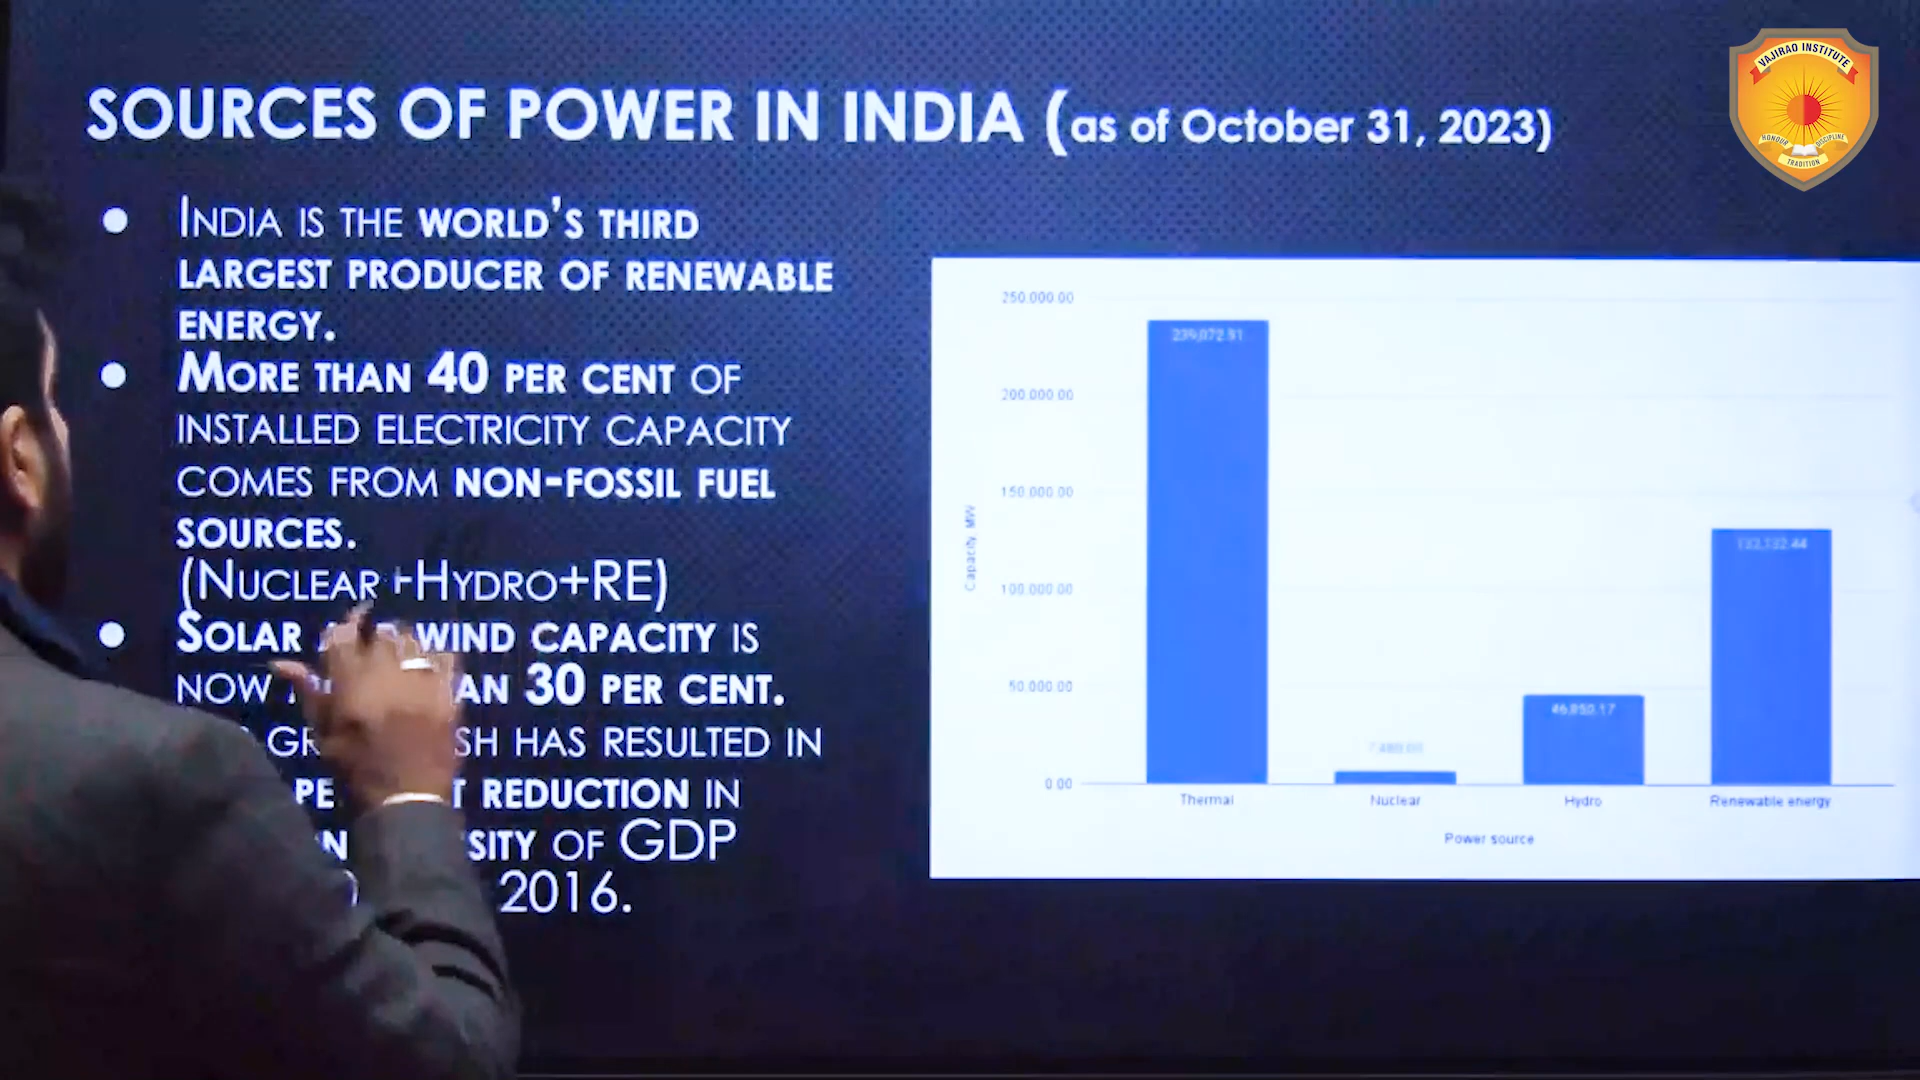 SOURCES OF POWER IN INDIA (as of October 31, 2023)
VAJIRAO INSTITUTE
HONOUR
DISCIPLINE
TRADITION
● INDIA IS THE WORLD'S THIRD
LARGEST PRODUCER OF RENEWABLE
ENERGY.
● MORE THAN 40 PER CENT OF
INSTALLED ELECTRICITY CAPACITY
COMES FROM NON-FOSSIL FUEL
SOURCES.
(NUCLEAR+HYDRO+RE)
● SOLAR WIND CAPACITY IS
NOW 30 PER CENT.
HAS RESULTED IN
REDUCTION IN
OF GDP
2016.
250,000.00
200,000.00
150,000.00
100,000.00
50,000.00
0.00
Capacity MW
239,072.91
46,850.17
Thermal
Nuclear
Hydro
Renewable energy
Power source